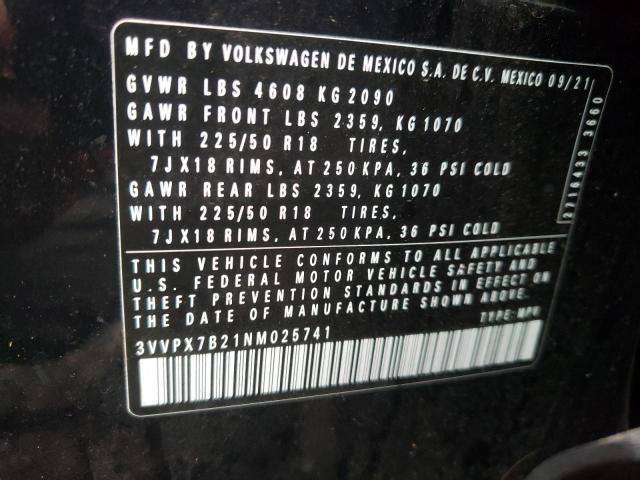 MFD BY VOLKSWAGEN DE MEXICO S.A. DE C.V. MEXICO 09/21
GVWR LBS 4608 KG 2090
GAWR FRONT LBS 2359, KG 1070
WITH 225/50 R18 TIRES,
7JX18 RIMS, AT 250 KPA, 36 PSI COLD
GAWR REAR LBS 2359, KG 1070
WITH 225/50 R18 TIRES,
7JX18 RIMS, AT 250 KPA, 36 PSI COLD
THIS VEHICLE CONFORMS TO ALL APPLICABLE
U.S. FEDERAL MOTOR VEHICLE SAFETY AND
THEFT PREVENTION STANDARDS IN EFFECT ON
THE DATE OF MANUFACTURE SHOWN ABOVE.
TYPE:MPV
3VVPX7B21NM025741
2716433 3660